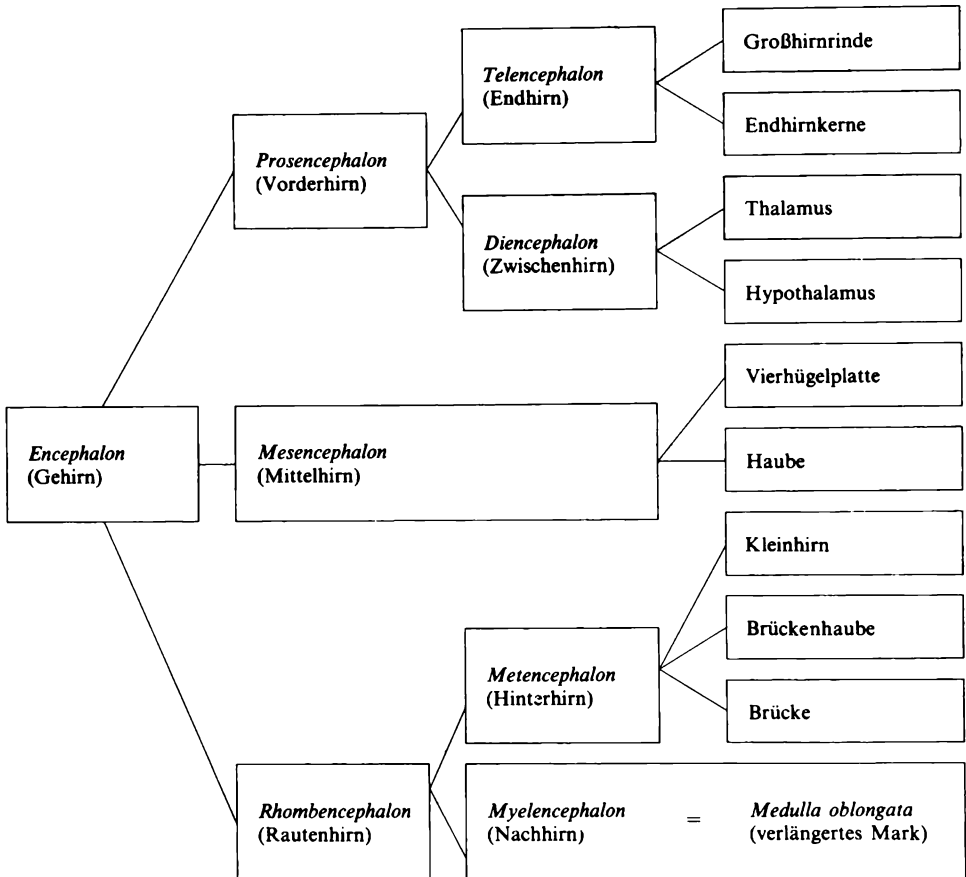 Großhirnrinde
Telencephalon
(Endhirn)
Endhirnkerne
Prosencephalon
(Vorderhirn)
Thalamus
Diencephalon
(Zwischenhirn)
Hypothalamus
Vierhügelplatte
Encephalon
(Gehirn)
Mesencephalon
(Mittelhirn)
Haube
Kleinhirn
Brückenhaube
Metencephalon
(Hinterhirn)
Brücke
Rhombencephalon
(Rautenhirn)
Myelencephalon = Medulla oblongata
(Nachhirn) (verlängertes Mark)